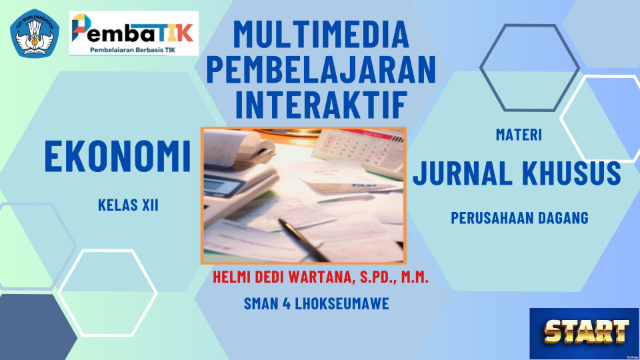 PembaTIK
Pembelajaran Berbasis TIK
MULTIMEDIA
PEMBELAJARAN
INTERAKTIF
EKONOMI
KELAS XII
MATERI
JURNAL KHUSUS
PERUSAHAAN DAGANG
HELMI DEDI WARTANA, S.PD., M.M.
SMAN 4 LHOKSEUMAWE
START